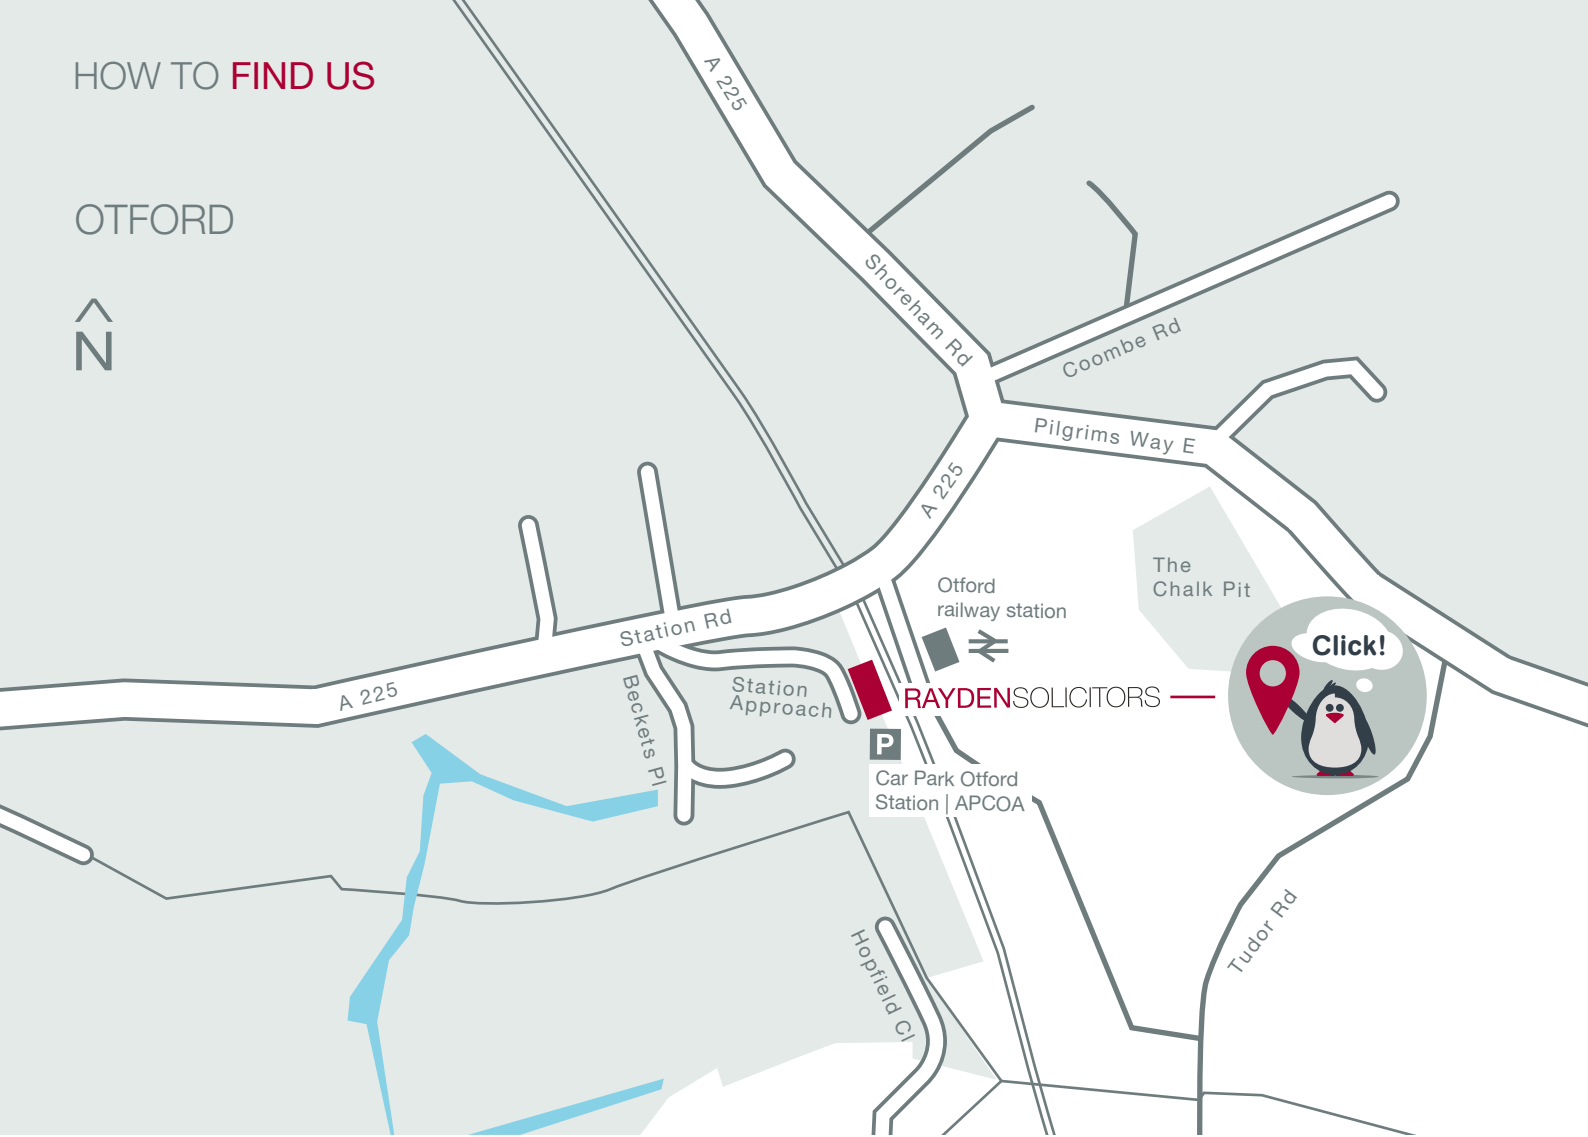 HOW TO FIND US
OTFORD
N
A 225
Shoreham Rd
Coombe Rd
Pilgrims Way E
A 225
The
Chalk Pit
Otford
railway station
Station Rd
A 225
Station
Approach
Beckets Pl
RAYDENSOLICITORS
Click!
P
Car Park Otford
Station | APCOA
Hopfield Cl
Tudor Rd